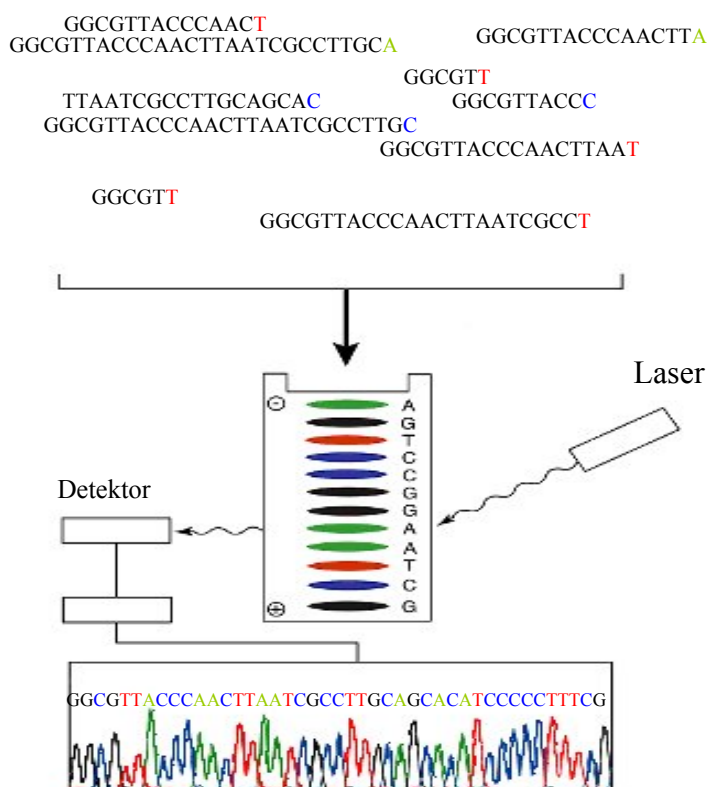 GGCGTTACCCAACT
GGCGTTACCCAACTTAATCGCCTTGCA
GGCGTTACCCAACTTA
GGCGTT
TTAATCGCCTTGCAGCAC
GGCGTTACCC
GGCGTTACCCAACTTAATCGCCTTGC
GGCGTTACCCAACTTAAT
GGCGTT
GGCGTTACCCAACTTAATCGCCT
Laser
Detektor
⊖
A
G
T
C
C
G
G
A
A
T
C
G
⊕
GGCGTTACCCAACTTAATCGCCTTGCAGCACATCCCCCTTTCG